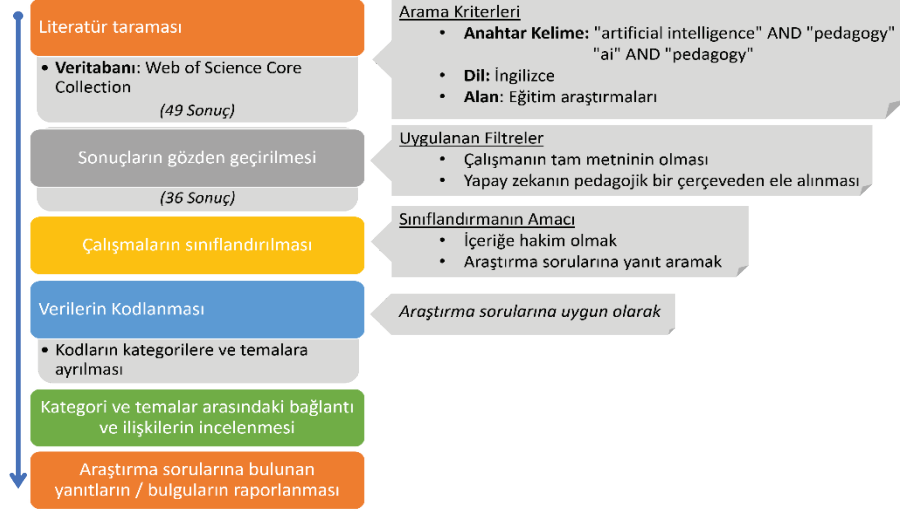 Literatür taraması
• Veritabanı: Web of Science Core
Collection
(49 Sonuç)
Arama Kriterleri
• Anahtar Kelime: "artificial intelligence" AND "pedagogy"
"ai" AND "pedagogy"
• Dil: İngilizce
• Alan: Eğitim araştırmaları
Sonuçların gözden geçirilmesi
(36 Sonuç)
Uygulanan Filtreler
• Çalışmanın tam metninin olması
• Yapay zekanın pedagojik bir çerçeveden ele alınması
Çalışmaların sınıflandırılması
Sınıflandırmanın Amacı
• İçeriğe hakim olmak
• Araştırma sorularına yanıt aramak
Verilerin Kodlanması
• Kodların kategorilere ve temalara
ayrılması
Araştırma sorularına uygun olarak
Kategori ve temalar arasındaki bağlantı
ve ilişkilerin incelenmesi
Araştırma sorularına bulunan
yanıtların / bulguların raporlanması